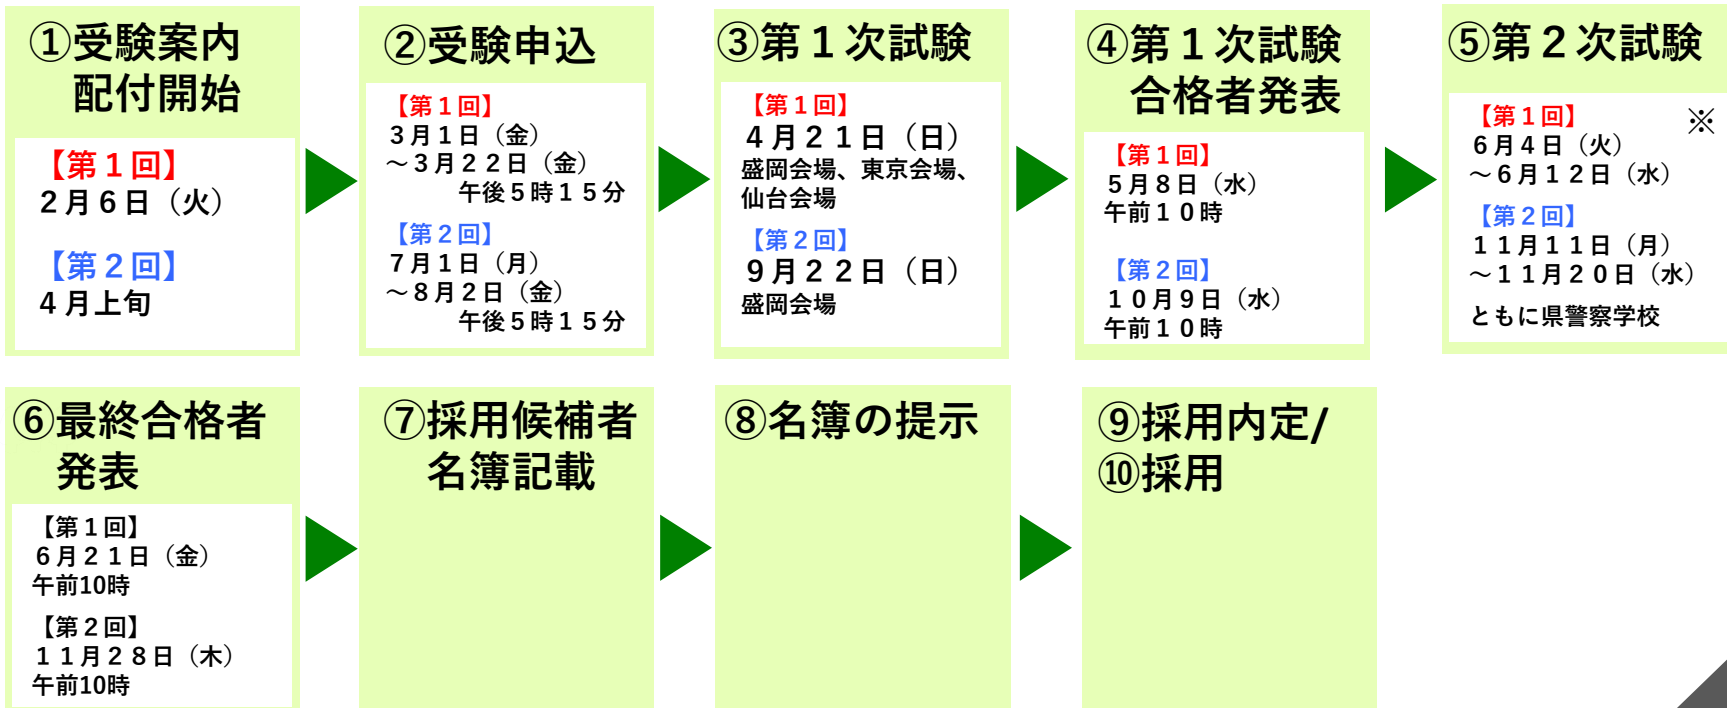 ①受験案内
配付開始
【第１回】
２月６日（火）
【第２回】
４月上旬
②受験申込
【第１回】
３月１日（金）
～３月２２日（金）
午後５時１５分
【第２回】
７月１日（月）
～８月２日（金）
午後５時１５分
③第１次試験
【第１回】
４月２１日（日）
盛岡会場、東京会場、
仙台会場
【第２回】
９月２２日（日）
盛岡会場
④第１次試験
合格者発表
【第１回】
５月８日（水）
午前１０時
【第２回】
１０月９日（水）
午前１０時
⑤第２次試験
【第１回】 ※
６月４日（火）
～６月１２日（水）
【第２回】
１１月１１日（月）
～１１月２０日（水）
ともに県警察学校
⑥最終合格者
発表
【第１回】
６月２１日（金）
午前10時
【第２回】
１１月２８日（木）
午前10時
⑦採用候補者
名簿記載
⑧名簿の提示
⑨採用内定/
⑩採用